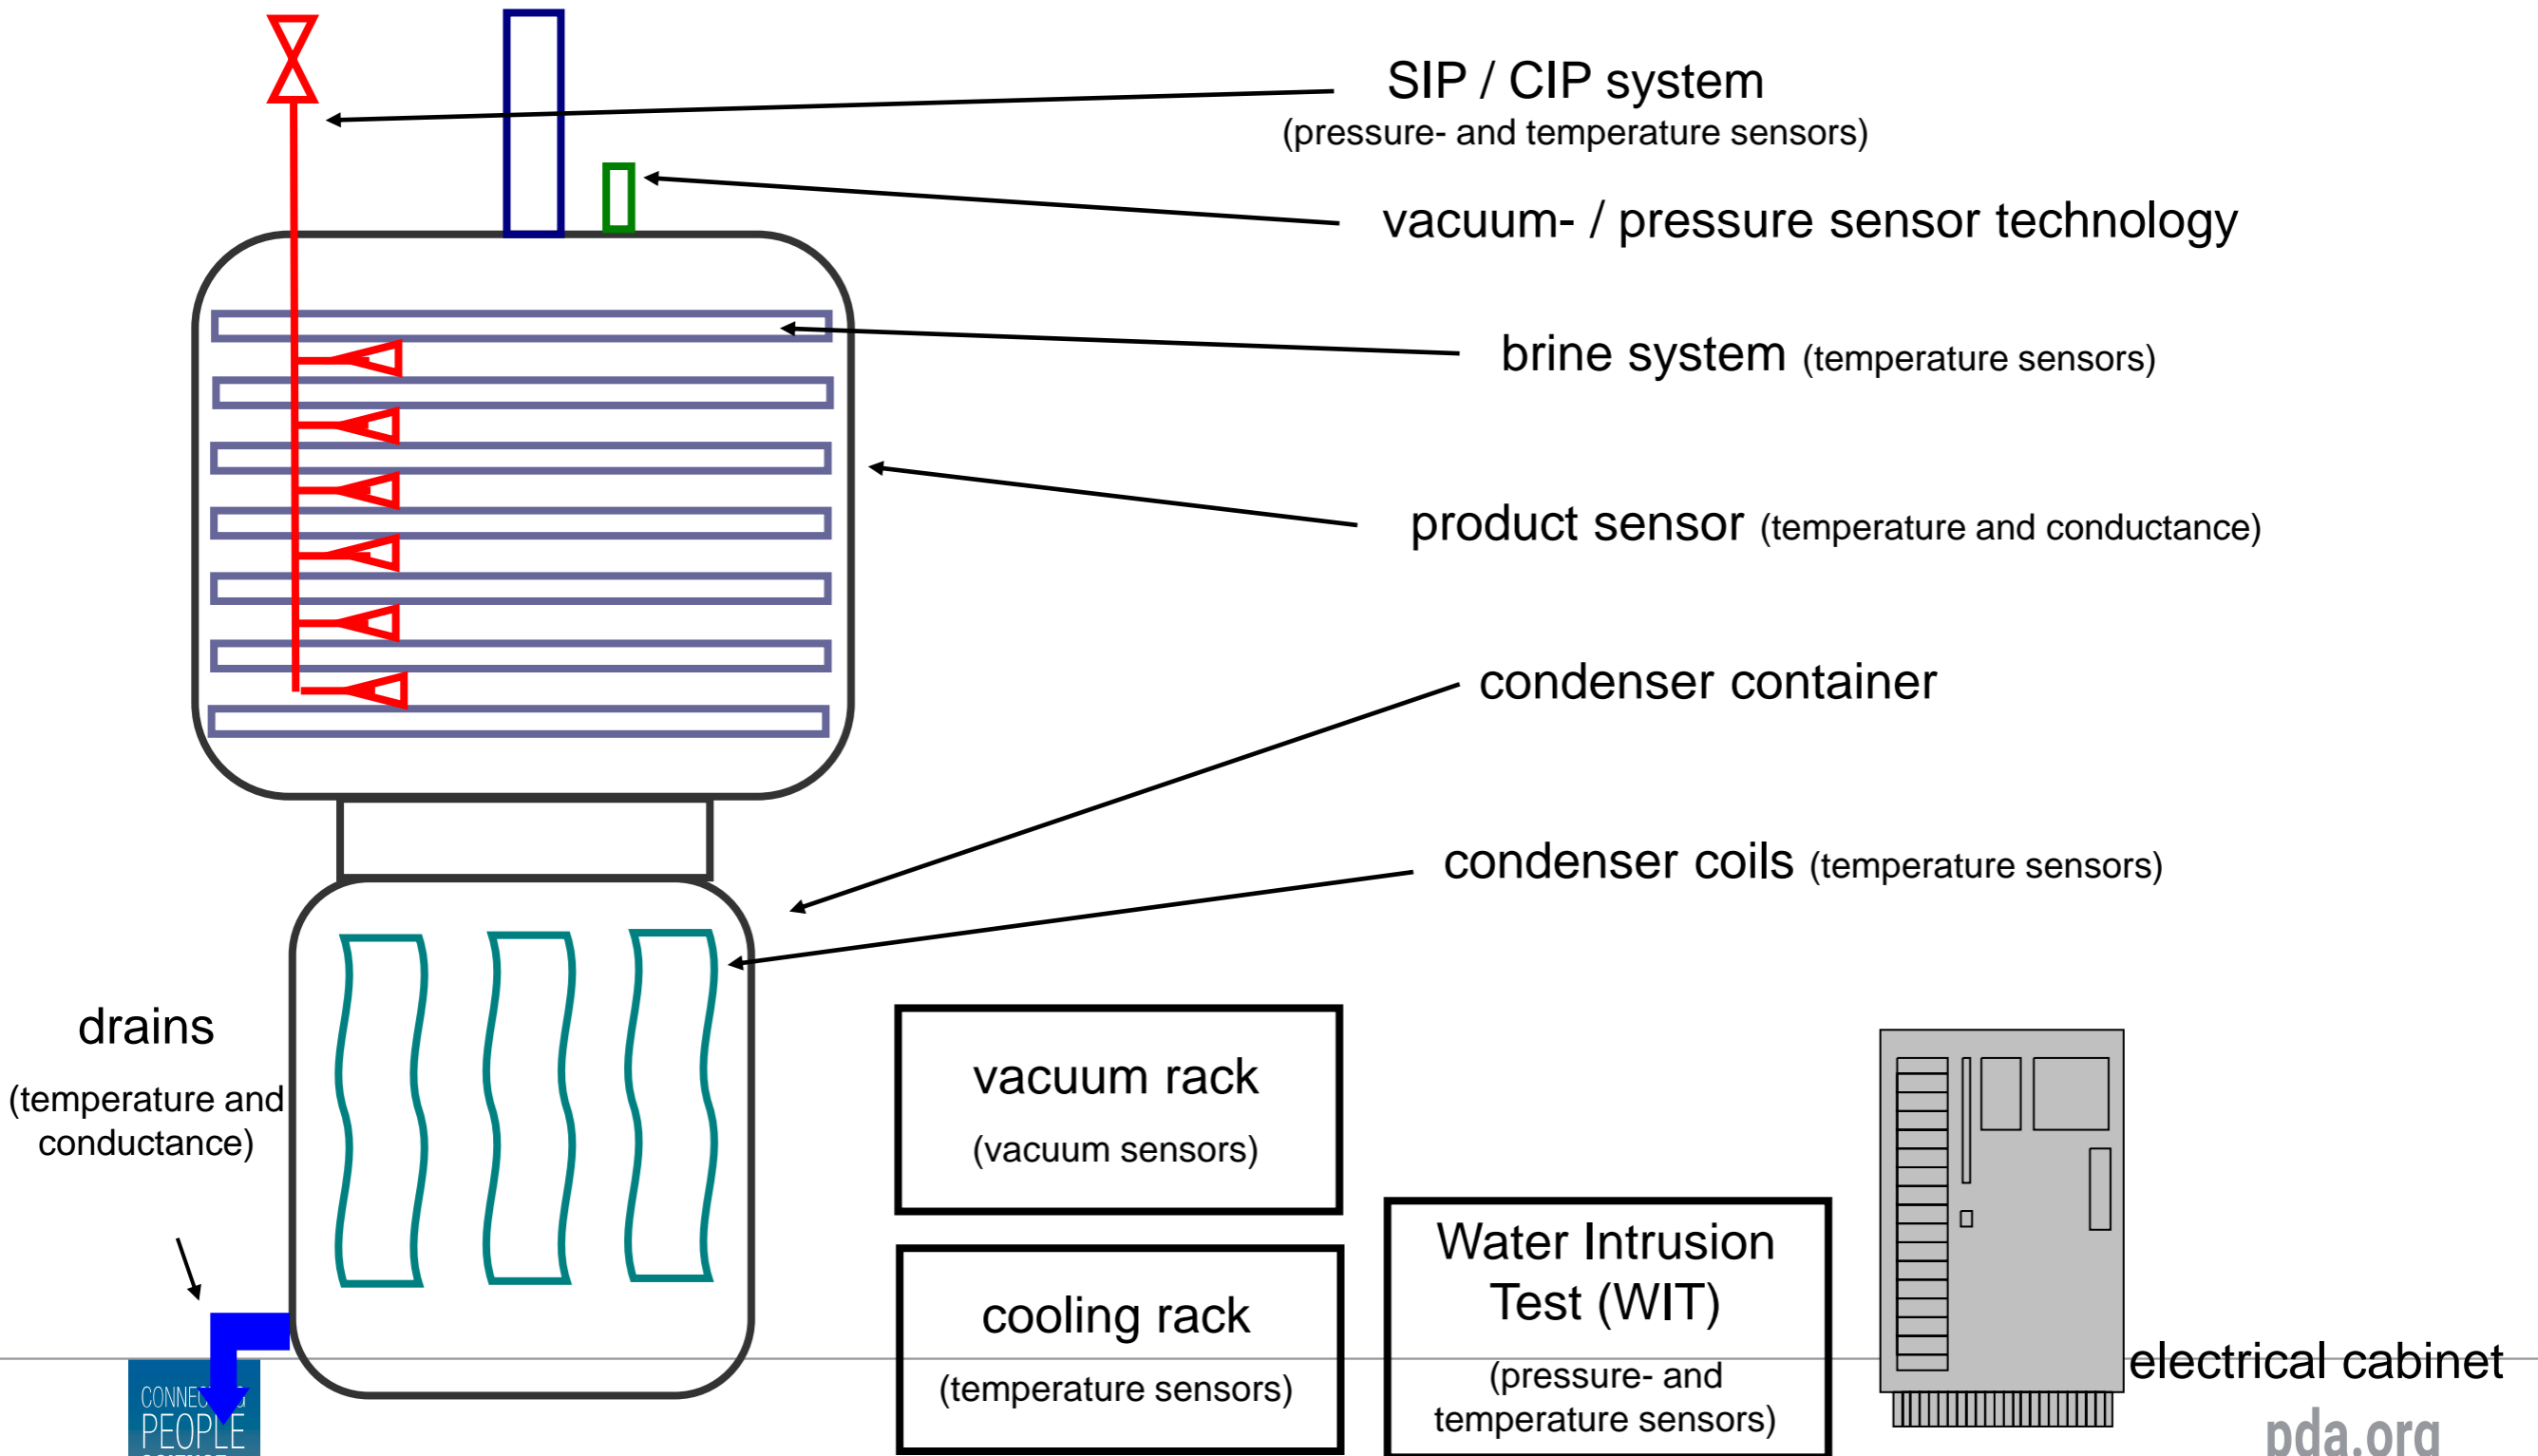 SIP / CIP system
(pressure- and temperature sensors)
vacuum- / pressure sensor technology
brine system (temperature sensors)
product sensor (temperature and conductance)
condenser container
condenser coils (temperature sensors)
drains
(temperature and
conductance)
vacuum rack
(vacuum sensors)
cooling rack
(temperature sensors)
Water Intrusion
Test (WIT)
(pressure- and
temperature sensors)
electrical cabinet
PEOPLE
pda.org